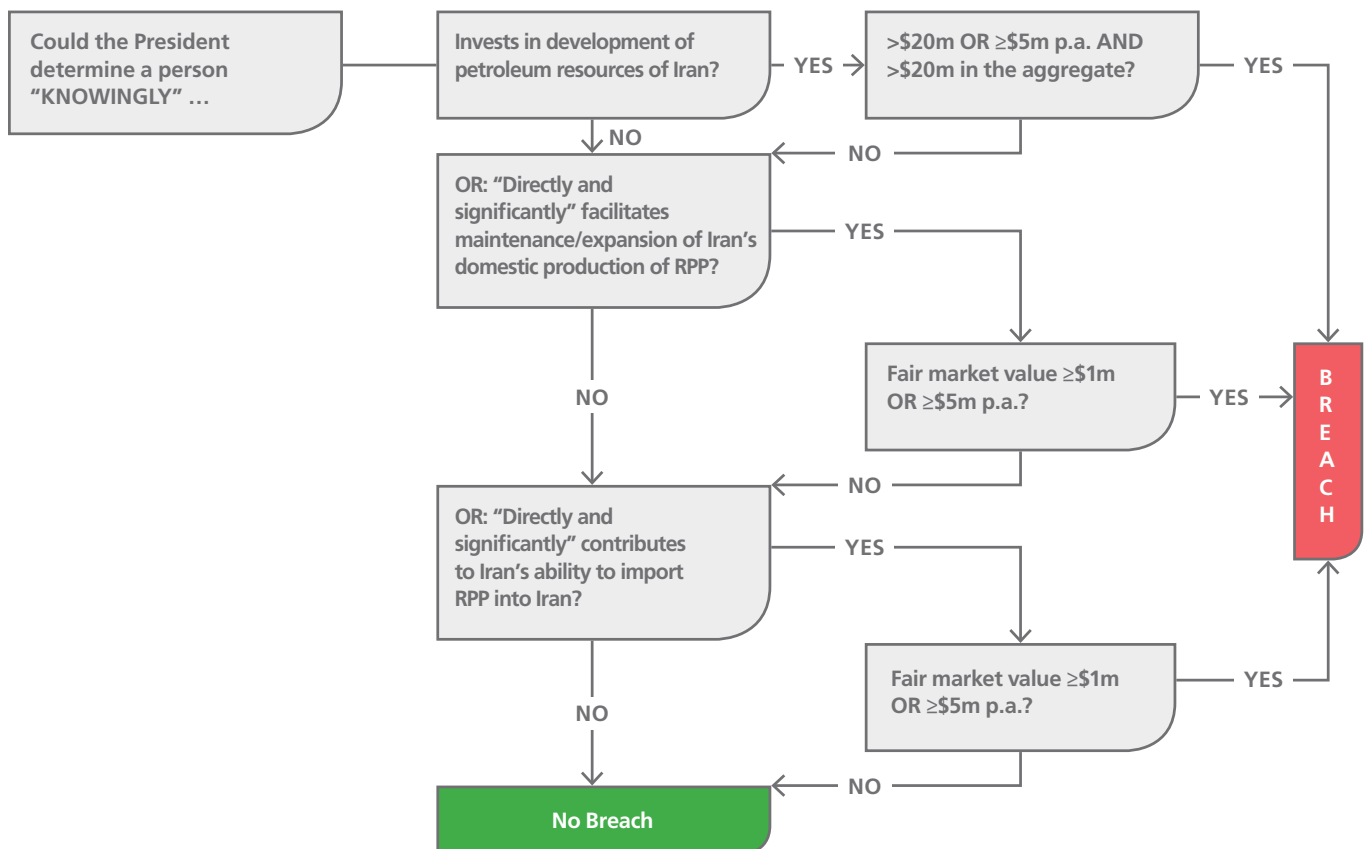 Could the President
determine a person
“KNOWINGLY” …
Invests in development of
petroleum resources of Iran?
YES
>$20m OR ≥$5m p.a. AND
>$20m in the aggregate?
YES
NO
NO
OR: “Directly and
significantly” facilitates
maintenance/expansion of Iran’s
domestic production of RPP?
YES
Fair market value ≥$1m
OR ≥$5m p.a.?
YES
B
R
E
A
C
H
NO
NO
OR: “Directly and
significantly” contributes
to Iran’s ability to import
RPP into Iran?
YES
Fair market value ≥$1m
OR ≥$5m p.a.?
YES
NO
NO
No Breach